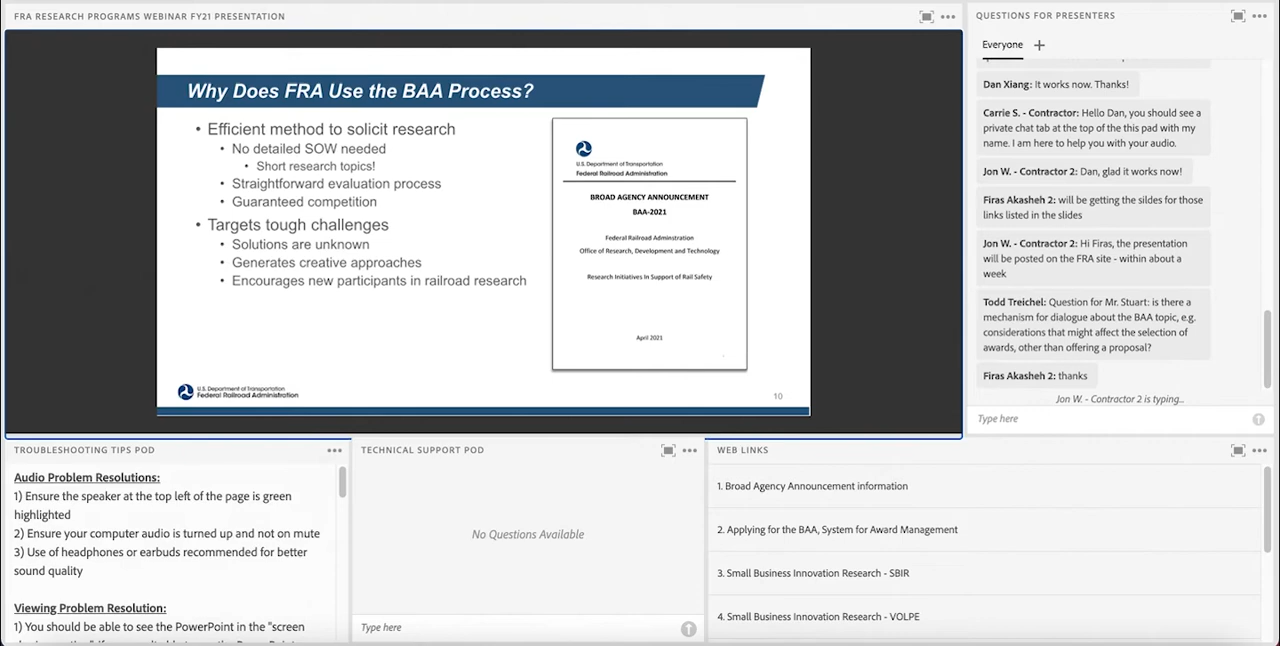 FRA RESEARCH PROGRAMS WEBINAR FY21 PRESENTATION
Why Does FRA Use the BAA Process?
• Efficient method to solicit research
• No detailed SOW needed
• Short research topics!
• Straightforward evaluation process
• Guaranteed competition
• Targets tough challenges
• Solutions are unknown
• Generates creative approaches
• Encourages new participants in railroad research
U.S. Department of Transportation
Federal Railroad Administration
BROAD AGENCY ANNOUNCEMENT
BAA-2021
Federal Railroad Adminstration
Office of Research, Development and Technology
Research Initiatives In Support of Rail Safety
April 2021
U.S. Department of Transportation
Federal Railroad Administration
10
QUESTIONS FOR PRESENTERS
Everyone +
Dan Xiang: It works now. Thanks!
Carrie S. - Contractor: Hello Dan, you should see a
private chat tab at the top of the this pad with my
name. I am here to help you with your audio.
Jon W. - Contractor 2: Dan, glad it works now!
Firas Akasheh 2: will be getting the sildes for those
links listed in the slides
Jon W. - Contractor 2: Hi Firas, the presentation
will be posted on the FRA site - within about a
week
Todd Treichel: Question for Mr. Stuart: is there a
mechanism for dialogue about the BAA topic, e.g.
considerations that might affect the selection of
awards, other than offering a proposal?
Firas Akasheh 2: thanks
Jon W. - Contractor 2 is typing...
Type here
TROUBLESHOOTING TIPS POD
Audio Problem Resolutions:
1) Ensure the speaker at the top left of the page is green
highlighted
2) Ensure your computer audio is turned up and not on mute
3) Use of headphones or earbuds recommended for better
sound quality
Viewing Problem Resolution:
1) You should be able to see the PowerPoint in the "screen
TECHNICAL SUPPORT POD
No Questions Available
Type here
WEB LINKS
1. Broad Agency Announcement information
2. Applying for the BAA, System for Award Management
3. Small Business Innovation Research - SBIR
4. Small Business Innovation Research - VOLPE